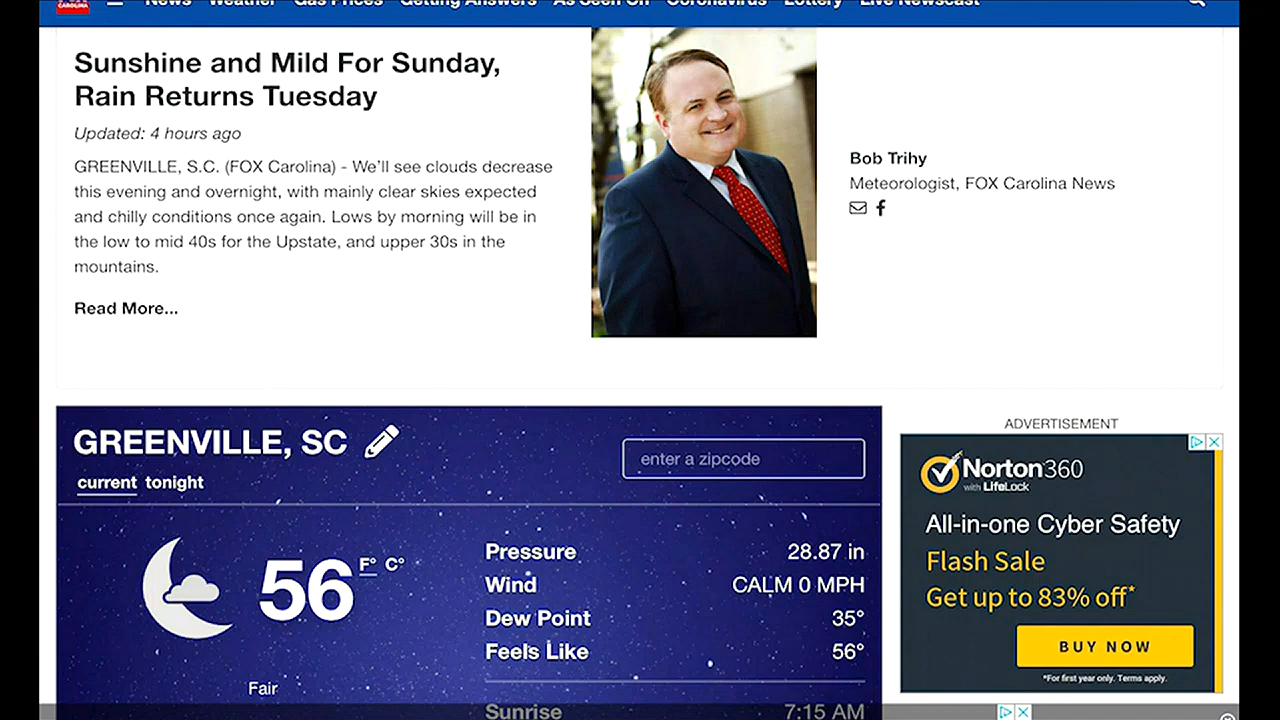 CAROLINA
News Weather Gas Prices Getting Answers As Seen On Coronavirus Lottery Live Newscast
Sunshine and Mild For Sunday,
Rain Returns Tuesday
Updated: 4 hours ago
GREENVILLE, S.C. (FOX Carolina) - We'll see clouds decrease
this evening and overnight, with mainly clear skies expected
and chilly conditions once again. Lows by morning will be in
the low to mid 40s for the Upstate, and upper 30s in the
mountains.
Read More...
Bob Trihy
Meteorologist, FOX Carolina News
GREENVILLE, SC
enter a zipcode
current tonight
56 F° C°
Fair
Pressure 28.87 in
Wind CALM 0 MPH
Dew Point 35°
Feels Like 56°
Sunrise 7:15 AM
ADVERTISEMENT
Norton360
with LifeLock
All-in-one Cyber Safety
Flash Sale
Get up to 83% off*
BUY NOW
*For first year only. Terms apply.